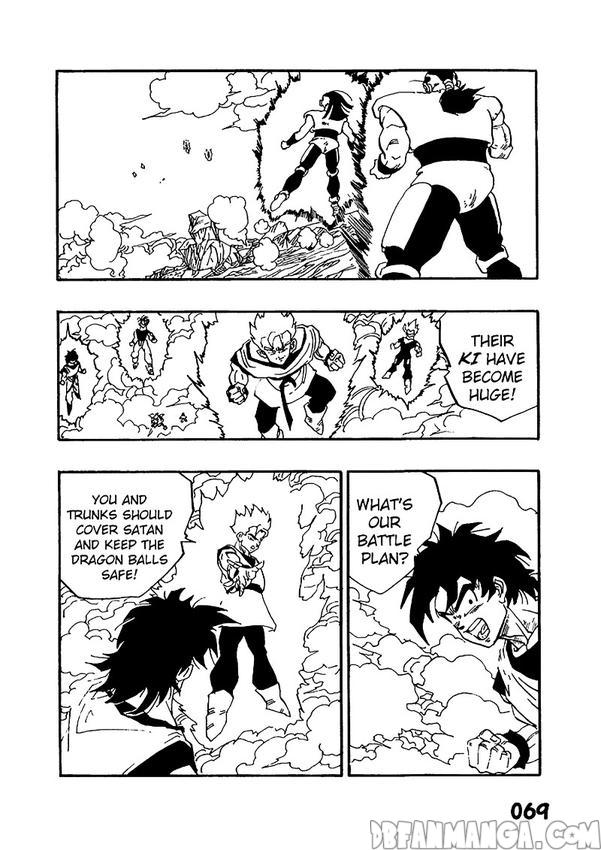 THEIR
KI HAVE
BECOME
HUGE!
WHAT'S
OUR
BATTLE
PLAN?
YOU AND
TRUNKS SHOULD
COVER SATAN
AND KEEP THE
DRAGON BALLS
SAFE!
069
DBFANMANGA.COM